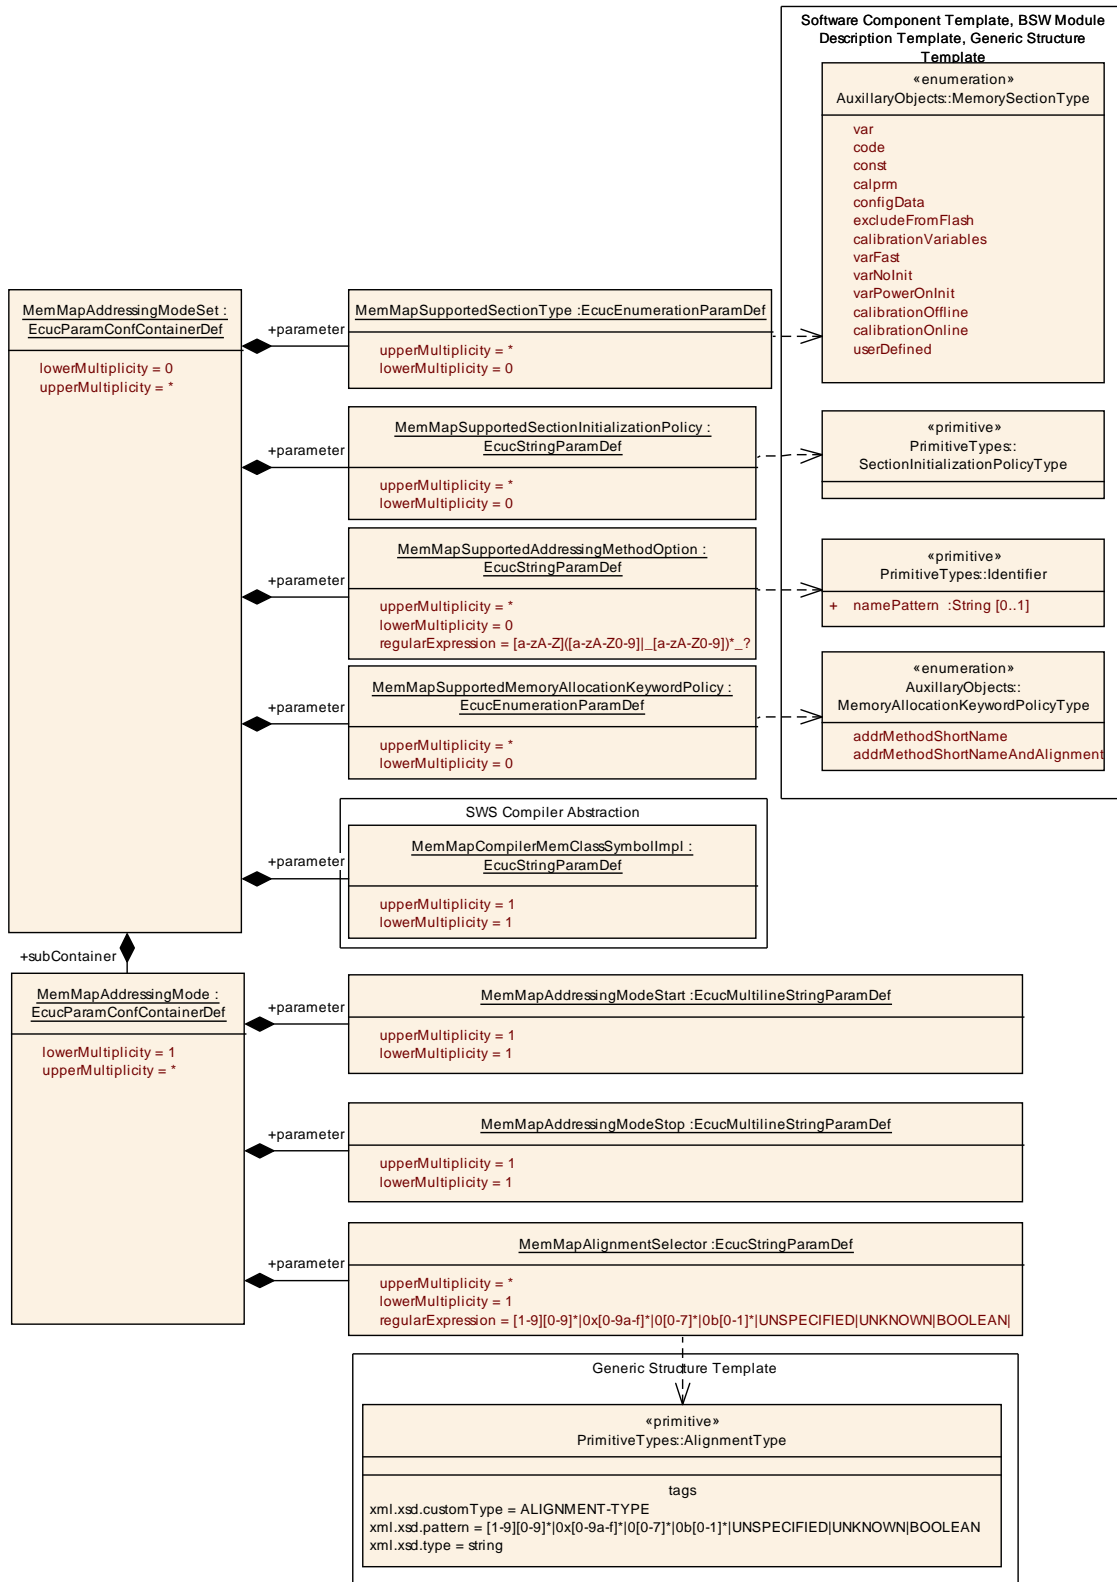 Software Component Template, BSW Module
Description Template, Generic Structure
Template
«enumeration»
AuxillaryObjects::MemorySectionType
var
code
const
calprm
configData
excludeFromFlash
calibrationVariables
varFast
varNoInit
varPowerOnInit
calibrationOffline
calibrationOnline
userDefined
MemMapAddressingModeSet :
EcucParamConfContainerDef
lowerMultiplicity = 0
upperMultiplicity = *
+parameter
MemMapSupportedSectionType :EcucEnumerationParamDef
upperMultiplicity = *
lowerMultiplicity = 0
+parameter
MemMapSupportedSectionInitializationPolicy :
EcucStringParamDef
upperMultiplicity = *
lowerMultiplicity = 0
«primitive»
PrimitiveTypes::
SectionInitializationPolicyType
+parameter
MemMapSupportedAddressingMethodOption :
EcucStringParamDef
upperMultiplicity = *
lowerMultiplicity = 0
regularExpression = [a-zA-Z]([a-zA-Z0-9]|_[a-zA-Z0-9])*_?
«primitive»
PrimitiveTypes::Identifier
+ namePattern :String [0..1]
+parameter
MemMapSupportedMemoryAllocationKeywordPolicy :
EcucEnumerationParamDef
upperMultiplicity = *
lowerMultiplicity = 0
«enumeration»
AuxillaryObjects::
MemoryAllocationKeywordPolicyType
addrMethodShortName
addrMethodShortNameAndAlignment
SWS Compiler Abstraction
+parameter
MemMapCompilerMemClassSymbolImpl :
EcucStringParamDef
upperMultiplicity = 1
lowerMultiplicity = 1
+subContainer
MemMapAddressingMode :
EcucParamConfContainerDef
lowerMultiplicity = 1
upperMultiplicity = *
+parameter
MemMapAddressingModeStart :EcucMultilineStringParamDef
upperMultiplicity = 1
lowerMultiplicity = 1
+parameter
MemMapAddressingModeStop :EcucMultilineStringParamDef
upperMultiplicity = 1
lowerMultiplicity = 1
+parameter
MemMapAlignmentSelector :EcucStringParamDef
upperMultiplicity = *
lowerMultiplicity = 1
regularExpression = [1-9][0-9]*|0x[0-9a-f]*|0[0-7]*|0b[0-1]*|UNSPECIFIED|UNKNOWN|BOOLEAN|
Generic Structure Template
«primitive»
PrimitiveTypes::AlignmentType
tags
xml.xsd.customType = ALIGNMENT-TYPE
xml.xsd.pattern = [1-9][0-9]*|0x[0-9a-f]*|0[0-7]*|0b[0-1]*|UNSPECIFIED|UNKNOWN|BOOLEAN
xml.xsd.type = string